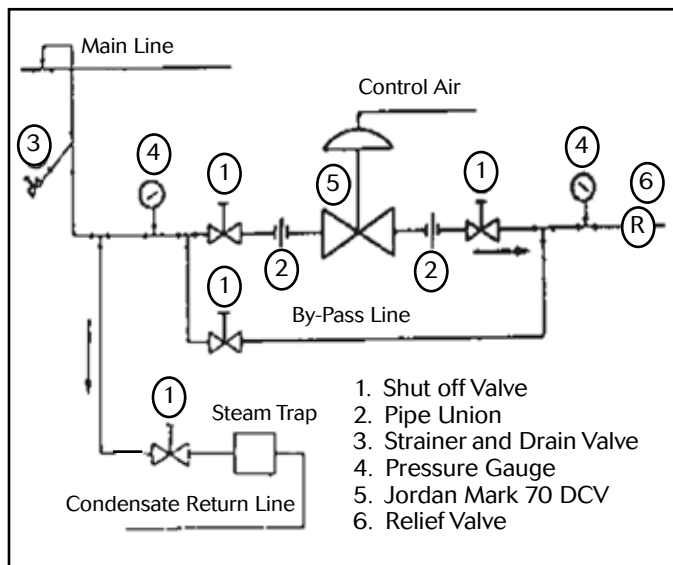 Main Line
Control Air
3
4
1
5
1
4
6
R
2
2
1
By-Pass Line
1
Steam Trap
Condensate Return Line
1. Shut off Valve
2. Pipe Union
3. Strainer and Drain Valve
4. Pressure Gauge
5. Jordan Mark 70 DCV
6. Relief Valve